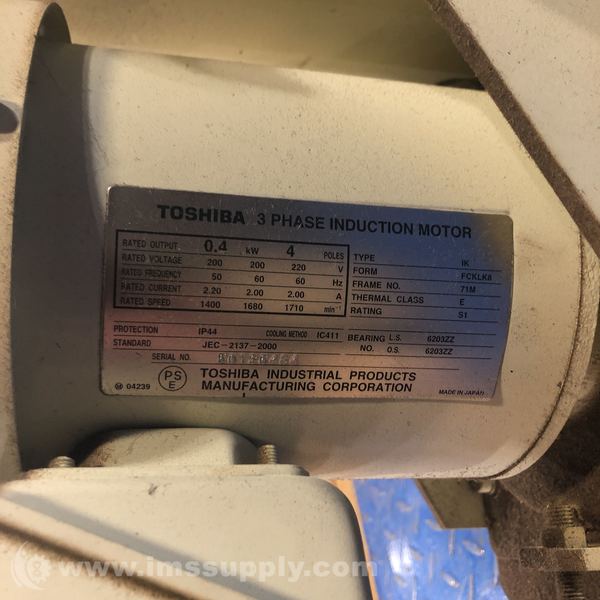 TOSHIBA 3 PHASE INDUCTION MOTOR
RATED OUTPUT 0.4 kW 4 POLES
RATED VOLTAGE 200 200 220 V
RATED FREQUENCY 50 60 60 Hz
RATED CURRENT 2.20 2.00 2.00 A
RATED SPEED 1400 1680 1710 min⁻¹
TYPE IK
FORM FCKLK8
FRAME NO. 71M
THERMAL CLASS E
RATING S1
PROTECTION IP44 COOLING METHOD IC411
BEARING L.S. 6203ZZ
STANDARD JEC-2137-2000
NO. O.S. 6203ZZ
SERIAL NO.
PS
E
TOSHIBA INDUSTRIAL PRODUCTS
MANUFACTURING CORPORATION
04239
MADE IN JAPAN
www.imssupply.com